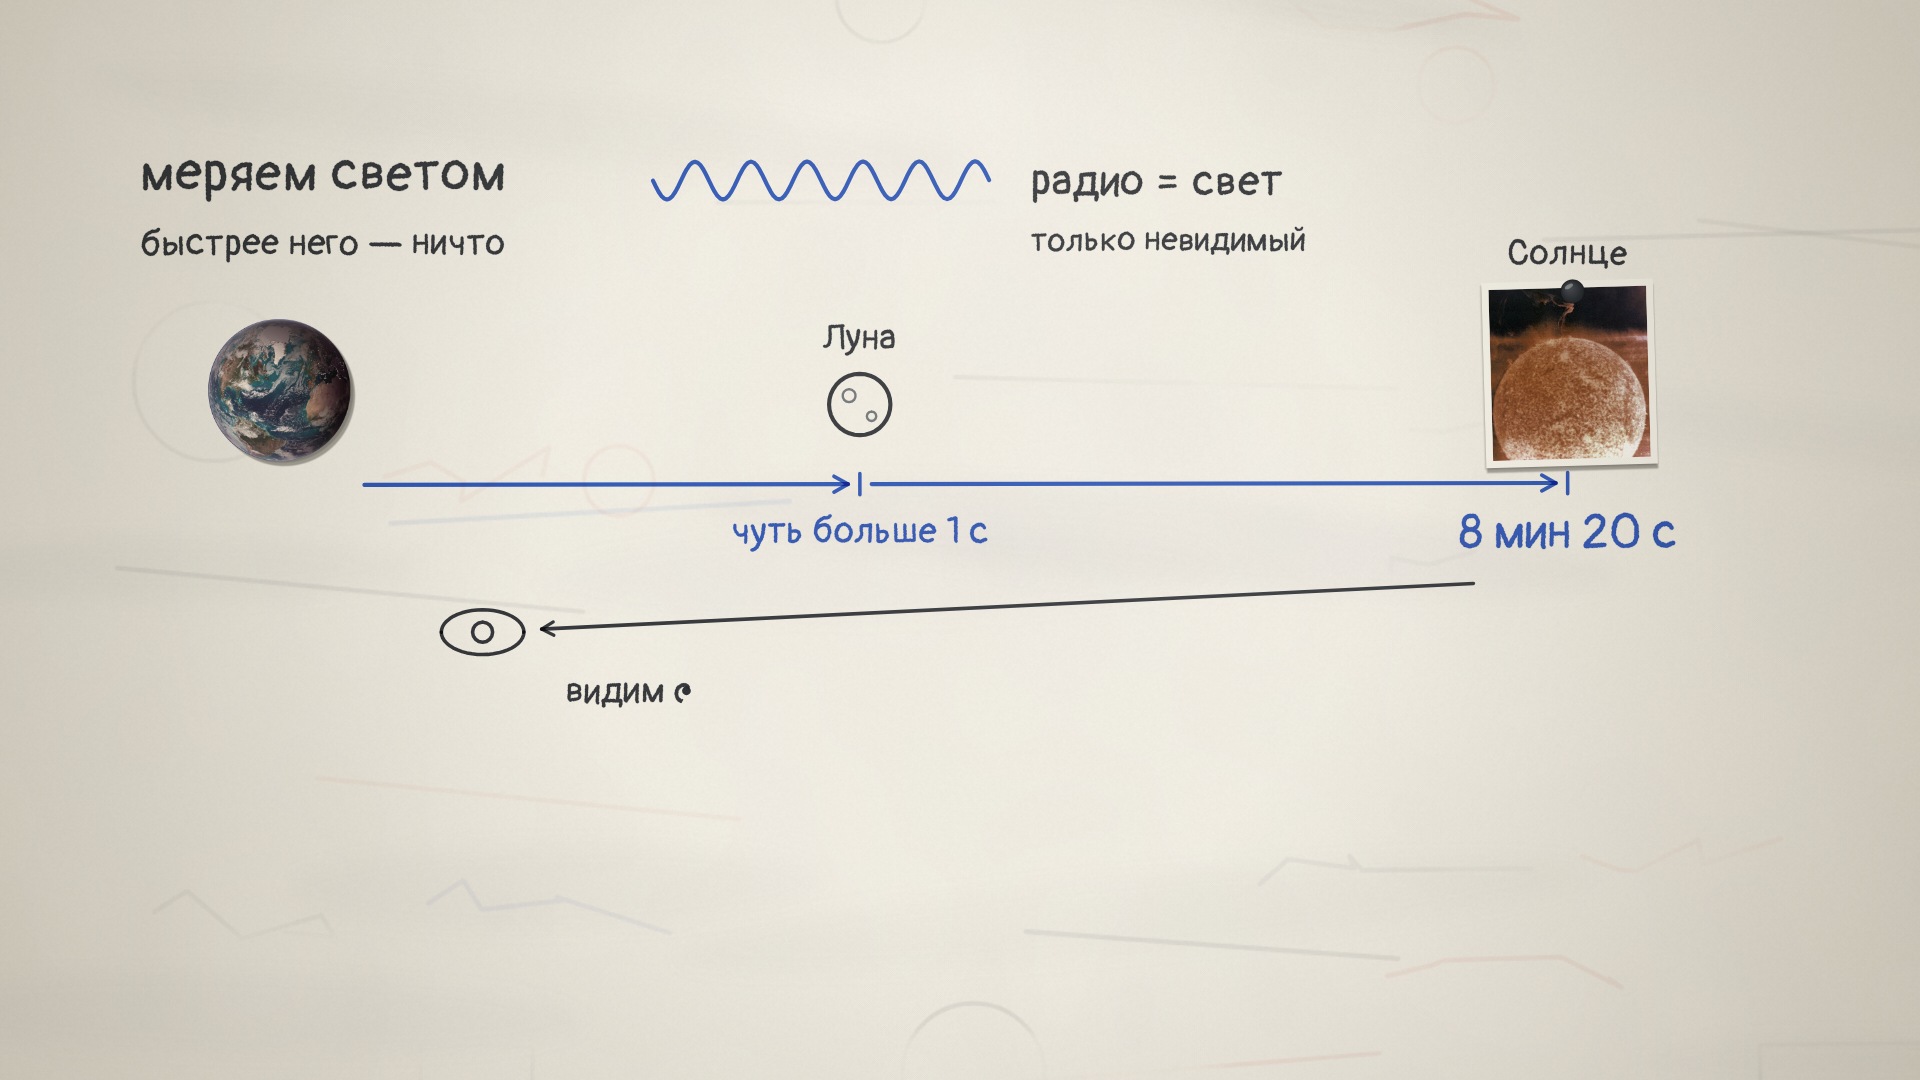 меряем светом
быстрее него — ничто
радио = свет
только невидимый
Солнце
Луна
чуть больше 1 с
8 мин 20 с
видим